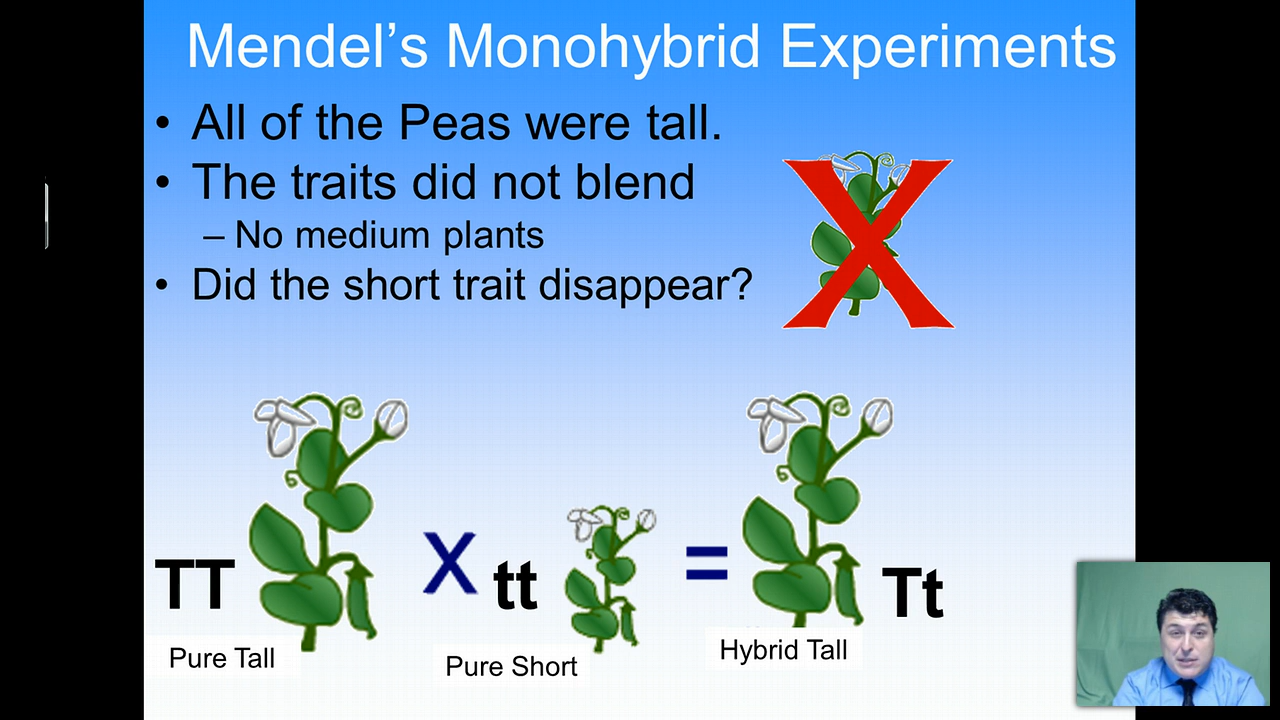 Mendel’s Monohybrid Experiments
• All of the Peas were tall.
• The traits did not blend
– No medium plants
• Did the short trait disappear?
X
TT X tt = Tt
Pure Tall
Pure Short
Hybrid Tall